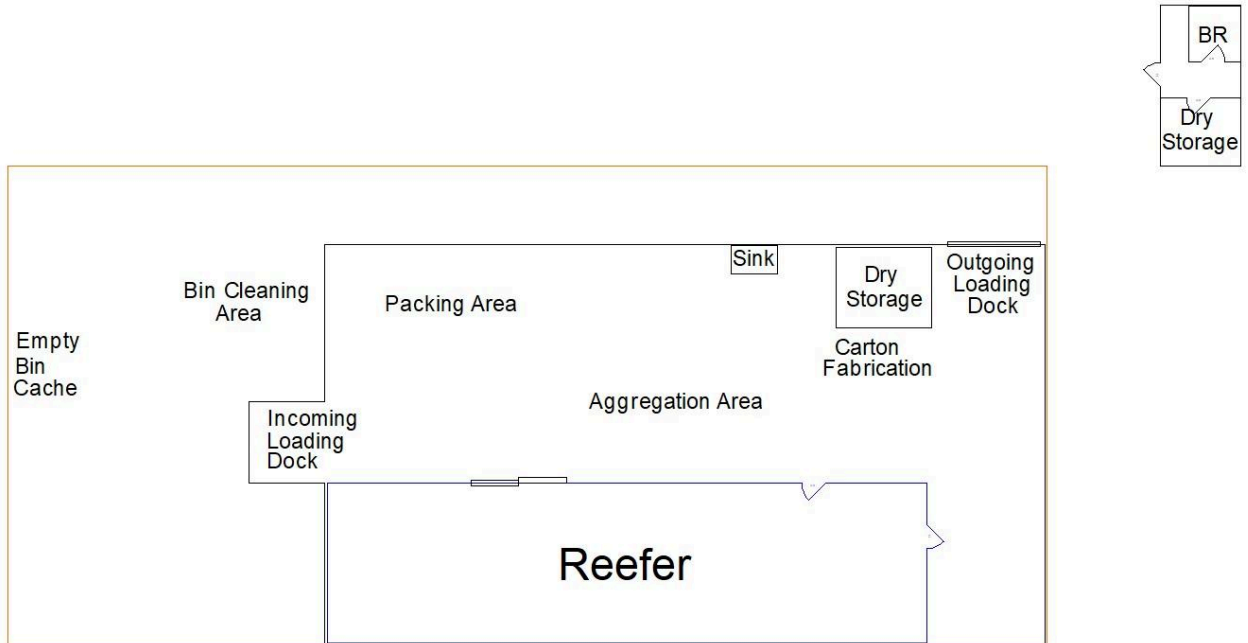 BR
Dry
Storage
Sink
Dry
Storage
Outgoing
Loading
Dock
Bin Cleaning
Area
Packing Area
Empty
Bin
Cache
Carton
Fabrication
Aggregation Area
Incoming
Loading
Dock
Reefer